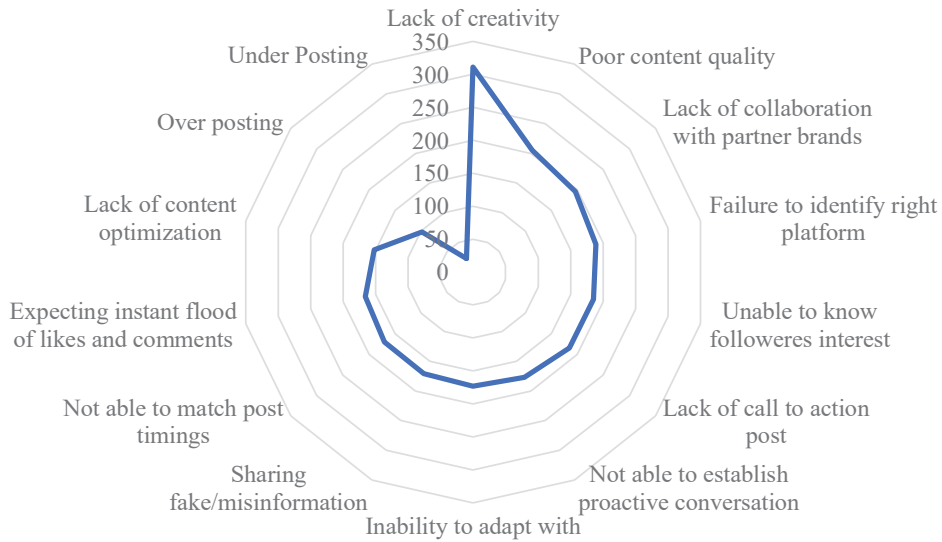 Lack of creativity
Poor content quality
Lack of collaboration
with partner brands
Failure to identify right
platform
Unable to know
followeres interest
Lack of call to action
post
Not able to establish
proactive conversation
Inability to adapt with
Sharing
fake/misinformation
Not able to match post
timings
Expecting instant flood
of likes and comments
Lack of content
optimization
Over posting
Under Posting
350
300
250
200
150
100
50
0